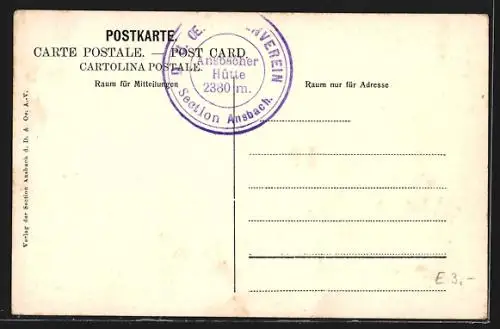 POSTKARTE.
CARTE POSTALE. — POST CARD
CARTOLINA POSTALE.
Raum für Mitteilungen
Raum nur für Adresse
Ansbacher
Hütte
2380 m.
Section Ansbach.
Verlag der Section Ansbach d. D. & Oe. A.-V.
E 3,-